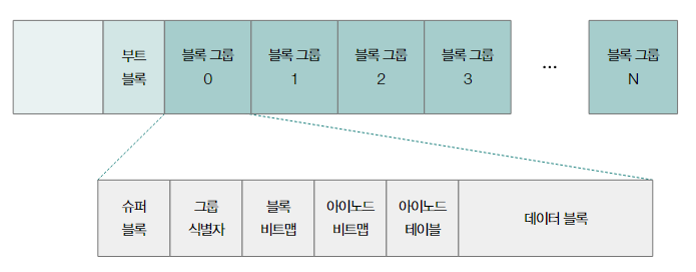 부트
블록
블록 그룹
0
블록 그룹
1
블록 그룹
2
블록 그룹
3
...
블록 그룹
N
슈퍼
블록
그룹
식별자
블록
비트맵
아이노드
비트맵
아이노드
테이블
데이터 블록